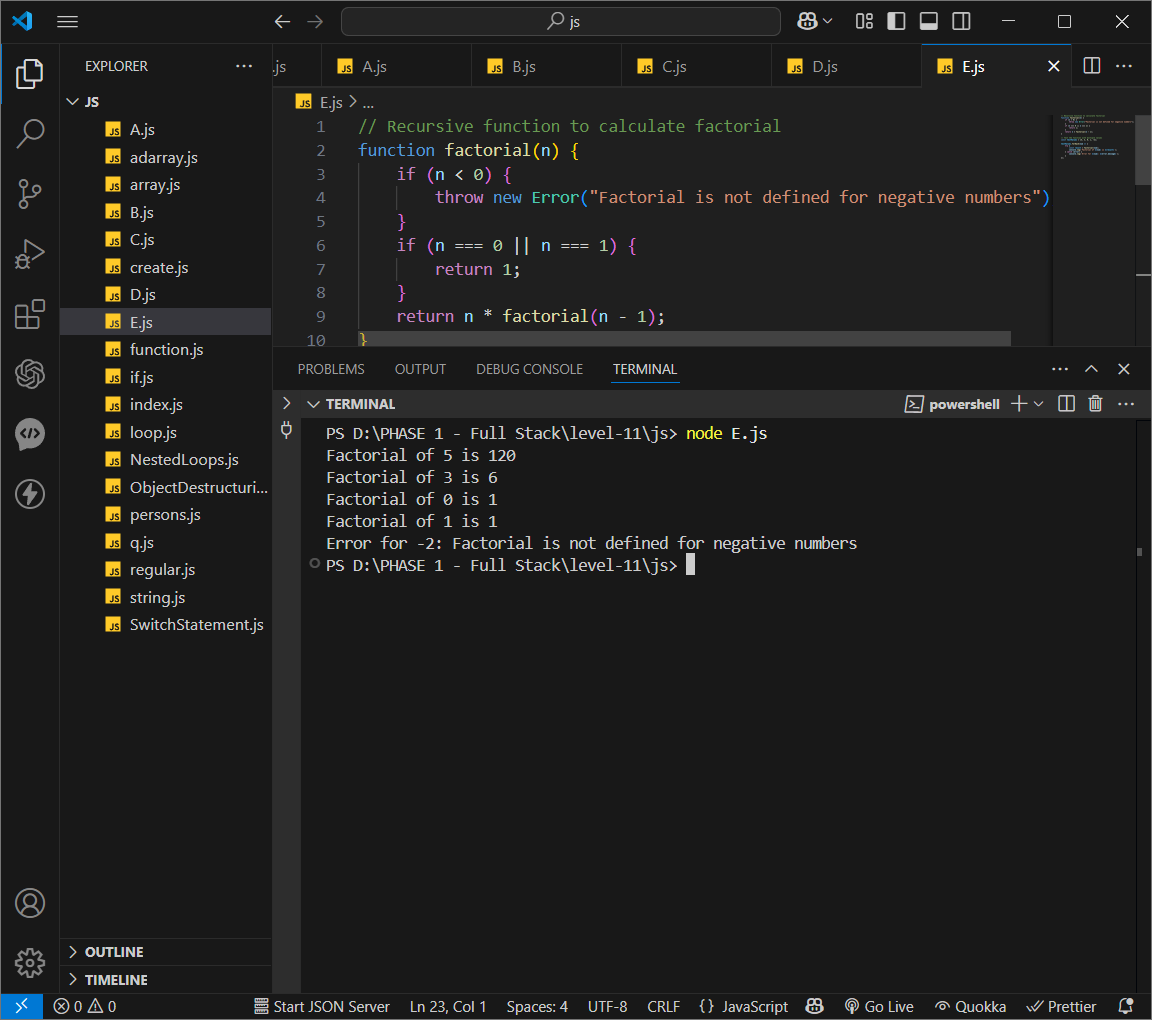 js
.js
A.js
B.js
C.js
D.js
E.js
EXPLORER
JS
A.js
adarray.js
array.js
B.js
C.js
create.js
D.js
E.js
function.js
if.js
index.js
loop.js
NestedLoops.js
ObjectDestructuri...
persons.js
q.js
regular.js
string.js
SwitchStatement.js
OUTLINE
TIMELINE
E.js > ...
1 // Recursive function to calculate factorial
2 function factorial(n) {
3 if (n < 0) {
4 throw new Error("Factorial is not defined for negative numbers")
5 }
6 if (n === 0 || n === 1) {
7 return 1;
8 }
9 return n * factorial(n - 1);
10 }
PROBLEMS OUTPUT DEBUG CONSOLE TERMINAL
TERMINAL
powershell
PS D:\PHASE 1 - Full Stack\level-11\js> node E.js
Factorial of 5 is 120
Factorial of 3 is 6
Factorial of 0 is 1
Factorial of 1 is 1
Error for -2: Factorial is not defined for negative numbers
PS D:\PHASE 1 - Full Stack\level-11\js>
0 0 Start JSON Server Ln 23, Col 1 Spaces: 4 UTF-8 CRLF {} JavaScript Go Live Quokka Prettier